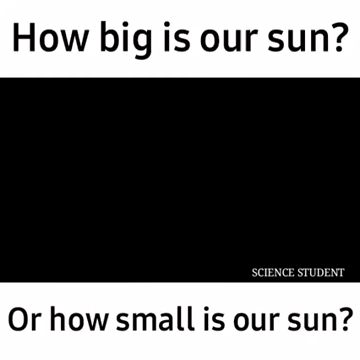 How big is our sun?
SCIENCE STUDENT
Or how small is our sun?